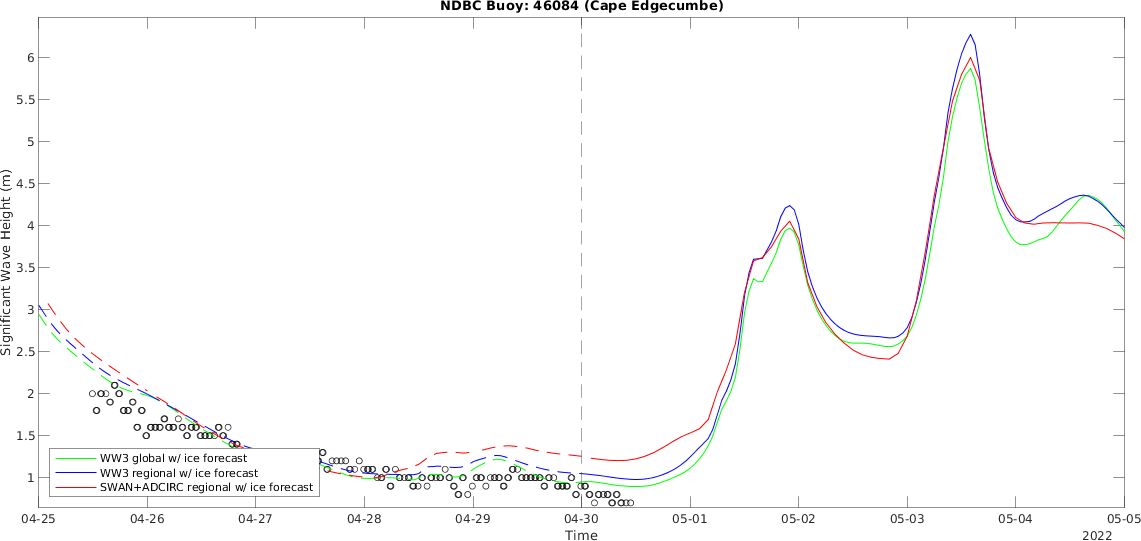 NDBC Buoy: 46084 (Cape Edgecumbe)
Significant Wave Height (m)
6
5.5
5
4.5
4
3.5
3
2.5
2
1.5
1
WW3 global w/ ice forecast
WW3 regional w/ ice forecast
SWAN+ADCIRC regional w/ ice forecast
04-25 04-26 04-27 04-28 04-29 04-30 05-01 05-02 05-03 05-04 05-05
Time
2022